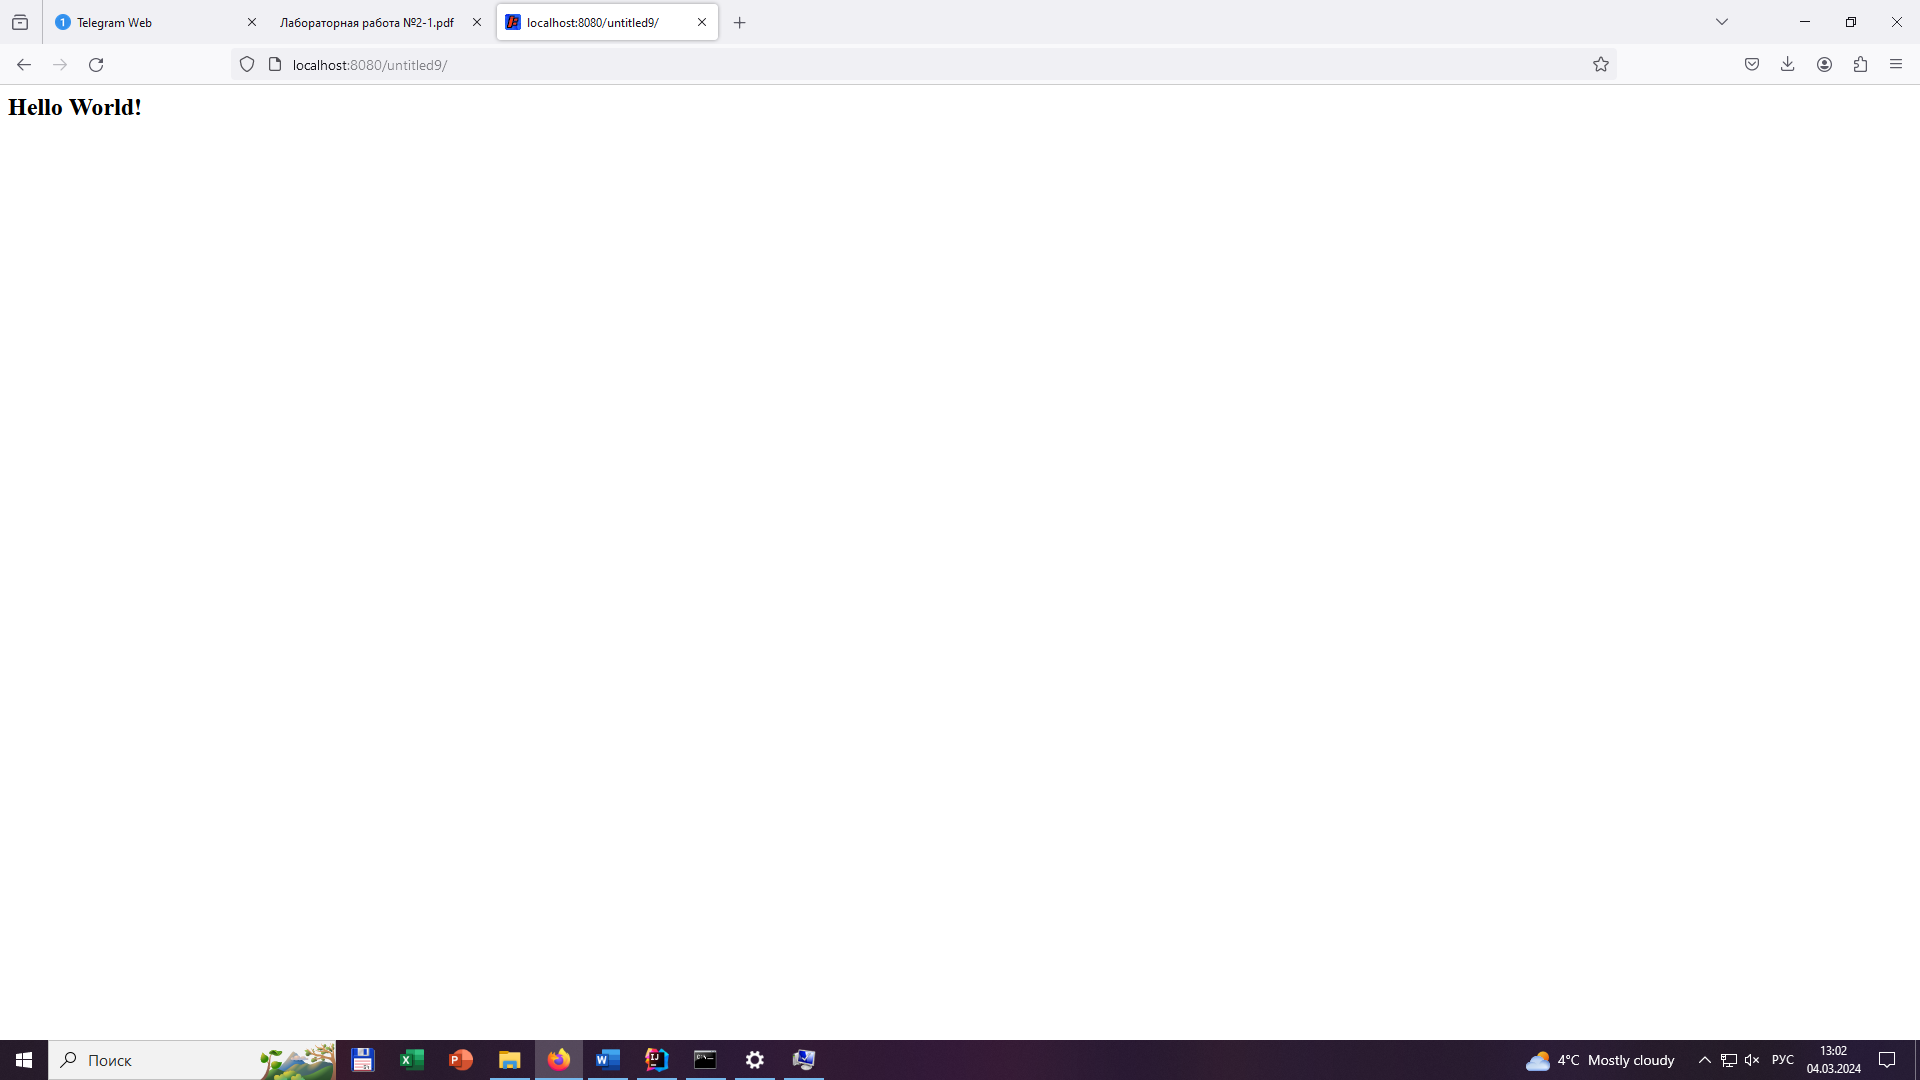 1 Telegram Web
Лабораторная работа №2-1.pdf
localhost:8080/untitled9/
localhost:8080/untitled9/
Hello World!
Поиск
4°C Mostly cloudy
РУС
13:02
04.03.2024